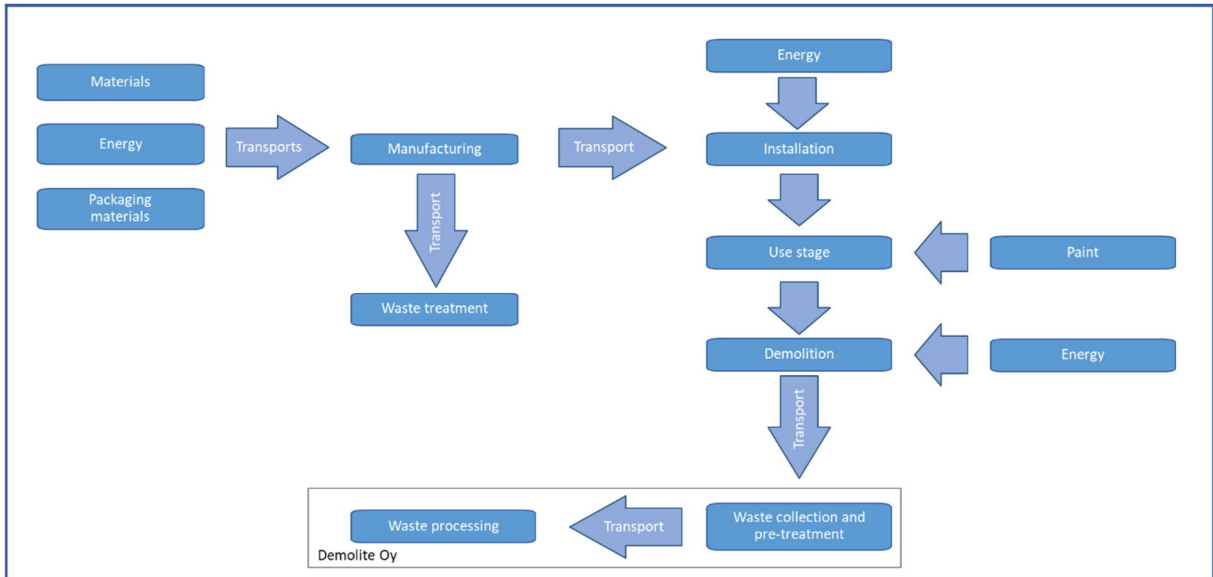 Materials
Energy
Packaging
materials
Transports
Manufacturing
Transport
Waste treatment
Transport
Energy
Installation
Use stage
Paint
Demolition
Energy
Transport
Waste collection and
pre-treatment
Transport
Waste processing
Demolite Oy